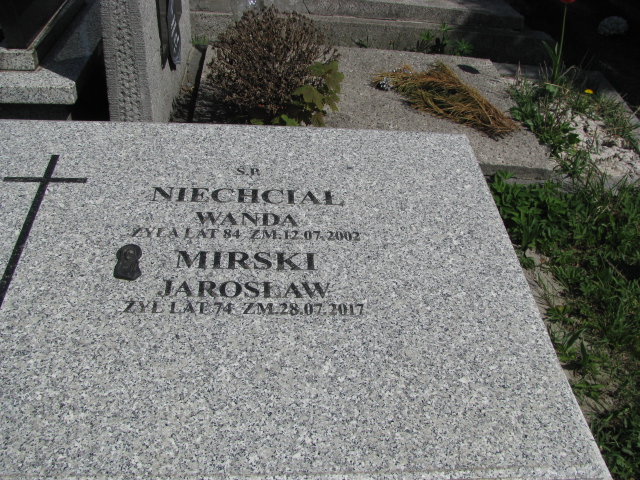 S.P.
NIECHCIAŁ
WANDA
ŻYŁA LAT 84 ZM.12.07.2002
MIRSKI
JAROSŁAW
ŻYŁ LAT 74 ZM.28.07.2017